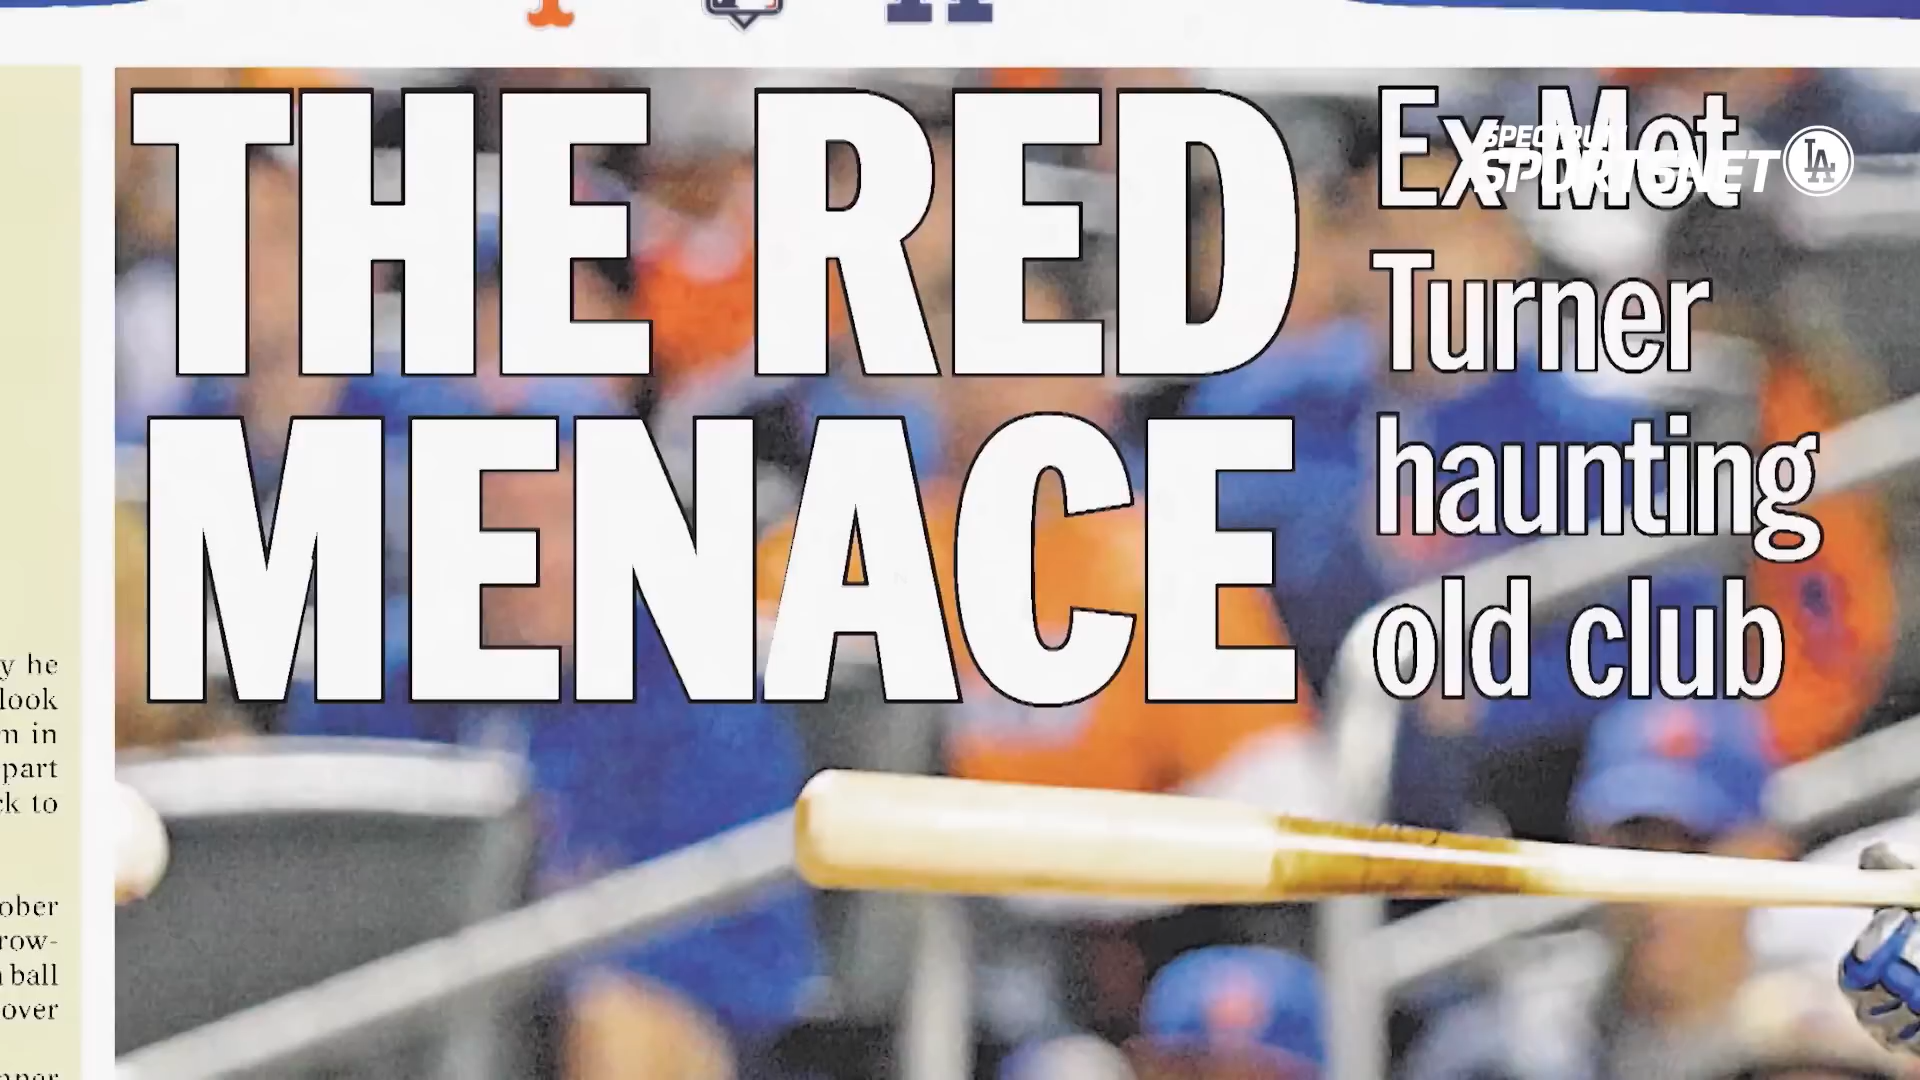 THE RED
MENACE
Ex-Met
Turner
haunting
old club
SPECTRUM
SPORTSNET LA
y he
look
m in
part
ck to
ober
row-
ball
over